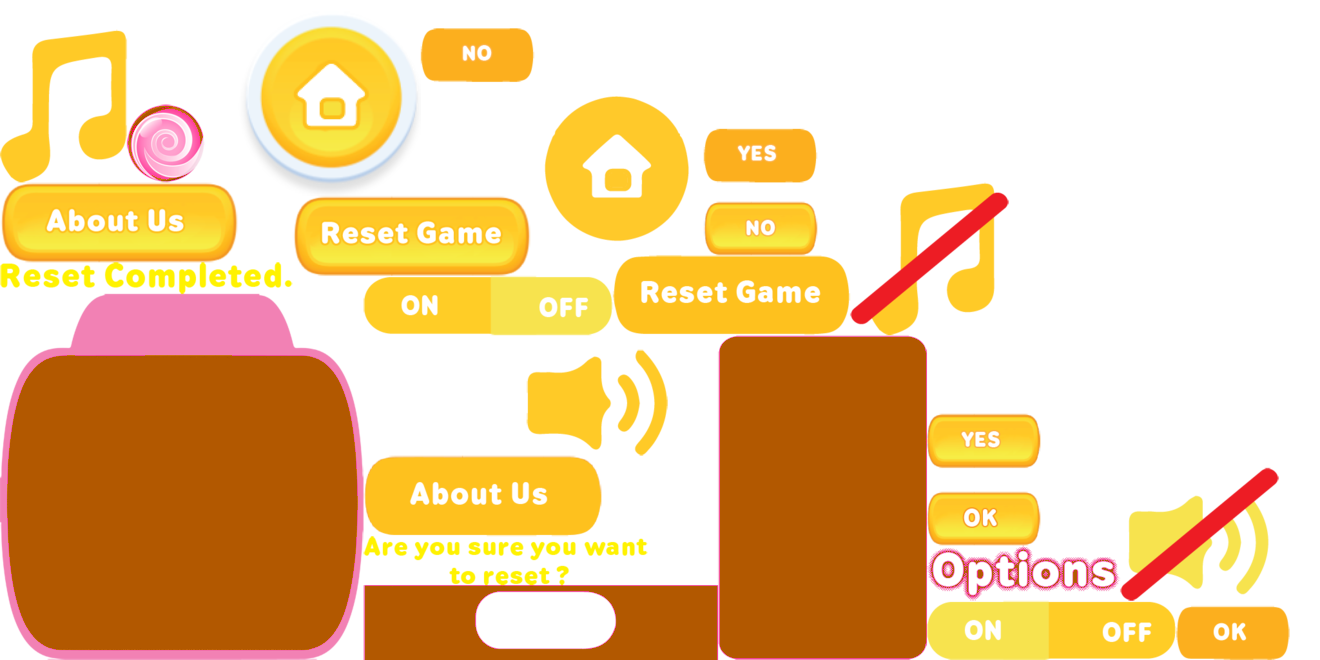 NO
YES
About Us
Reset Game
NO
Reset Completed.
ON
OFF
Reset Game
YES
About Us
OK
Are you sure you want
to reset ?
Options
ON
OFF
OK